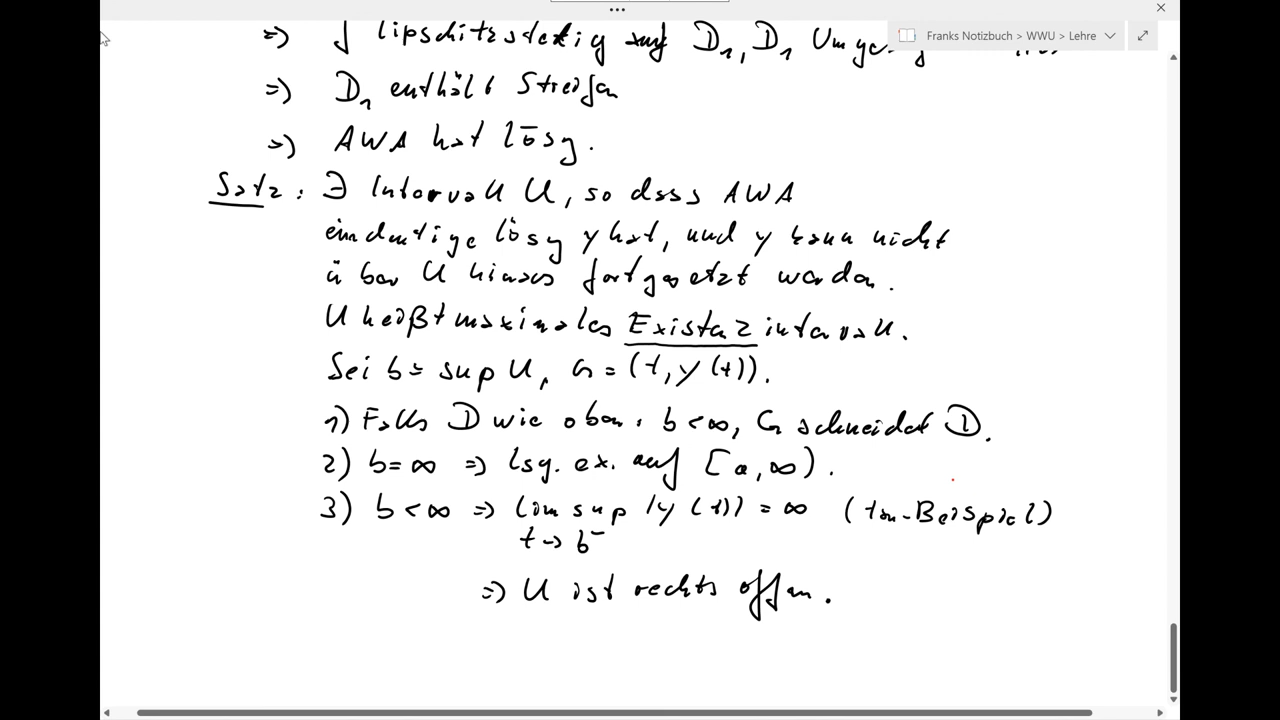 ⇒ f lipschitzstetig auf D₁, D₁
Franks Notizbuch > WWU > Lehre
⇒ D₁ enthält Streifen
⇒ AWA hat Lösg.
Satz: ∃ Intervall U, so dass AWA
eindeutige Lösg y hat, und y kann nicht
über U hinaus fortgesetzt werden.
U heißt maximales Existenzintervall.
Sei b = sup U, G = (t, y(t)).
1) Falls D wie oben: b < ∞, G schneidet D.
2) b = ∞ ⇒ Lsg. ex. auf [a, ∞).
3) b < ∞ ⇒ lim sup |y(t)| = ∞ (tan-Beispiel)
t → b⁻
⇒ U ist rechts offen.